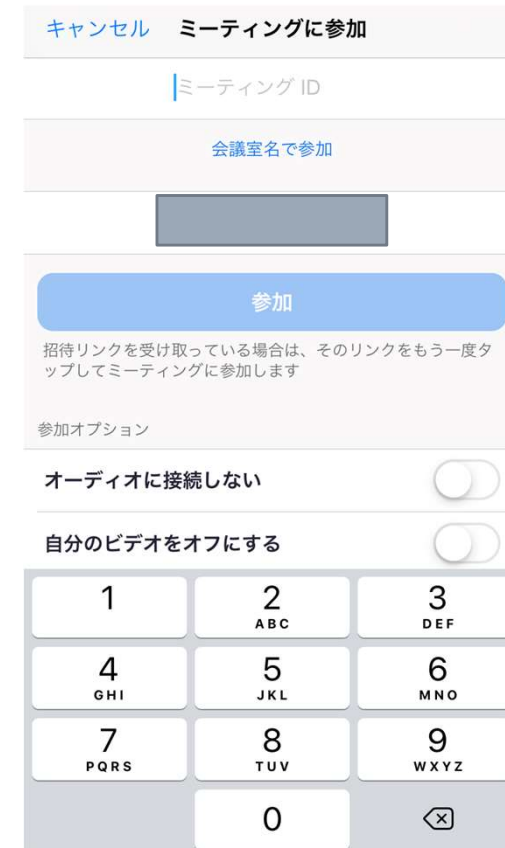 キャンセル ミーティングに参加
ミーティング ID
会議室名で参加
参加
招待リンクを受け取っている場合は、そのリンクをもう一度タ
ップしてミーティングに参加します
参加オプション
オーディオに接続しない
自分のビデオをオフにする
1 2 3
ABC DEF
4 5 6
GHI JKL MNO
7 8 9
PQRS TUV WXYZ
0